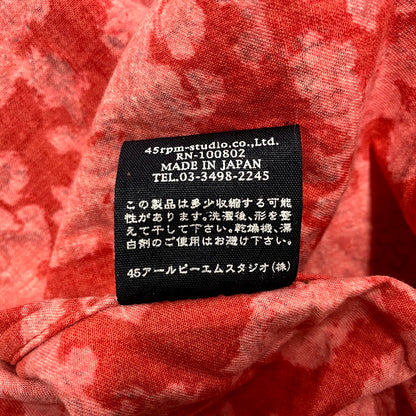 45rpm-studio.co.,Ltd.
RN-100802
MADE IN JAPAN
TEL.03-3498-2245
この製品は多少収縮する可能
性があります。洗濯後、形を整
えて干して下さい。乾燥機、漂
白剤のご使用はお避け下さい。
45アールピーエムスタジオ(株)